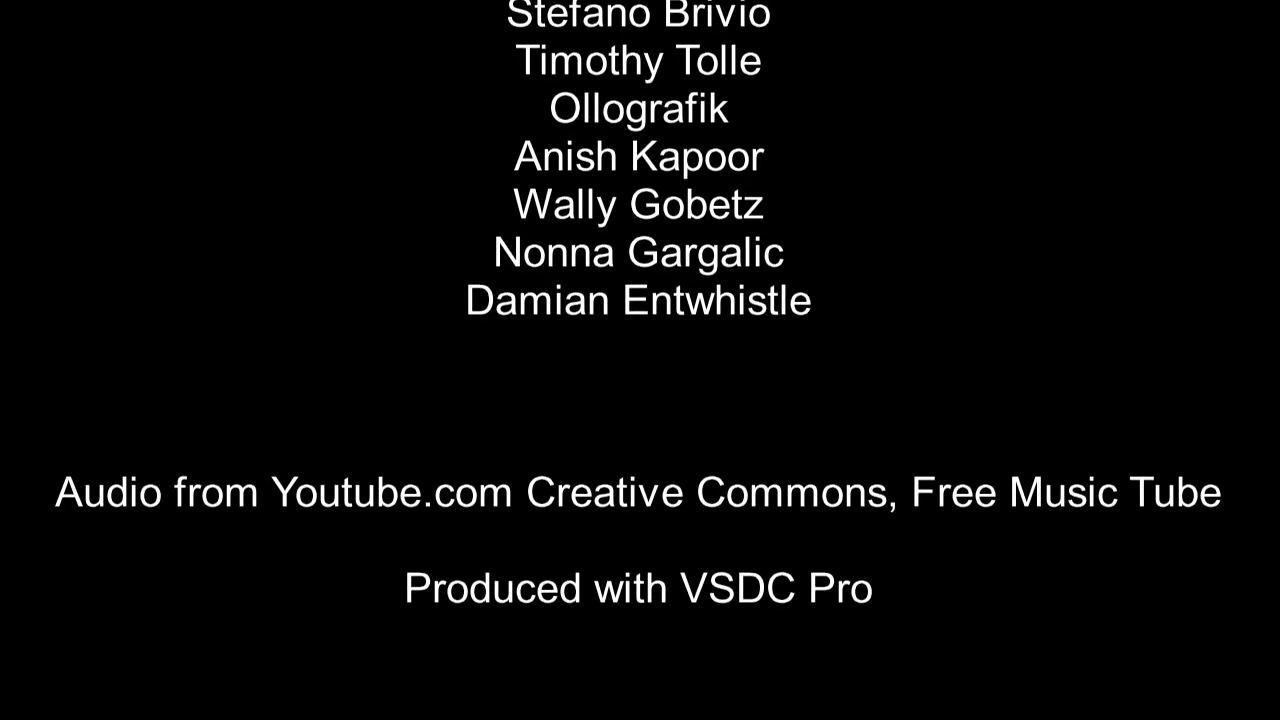 Stefano Brivio
Timothy Tolle
Ollografik
Anish Kapoor
Wally Gobetz
Nonna Gargalic
Damian Entwhistle
Audio from Youtube.com Creative Commons, Free Music Tube
Produced with VSDC Pro